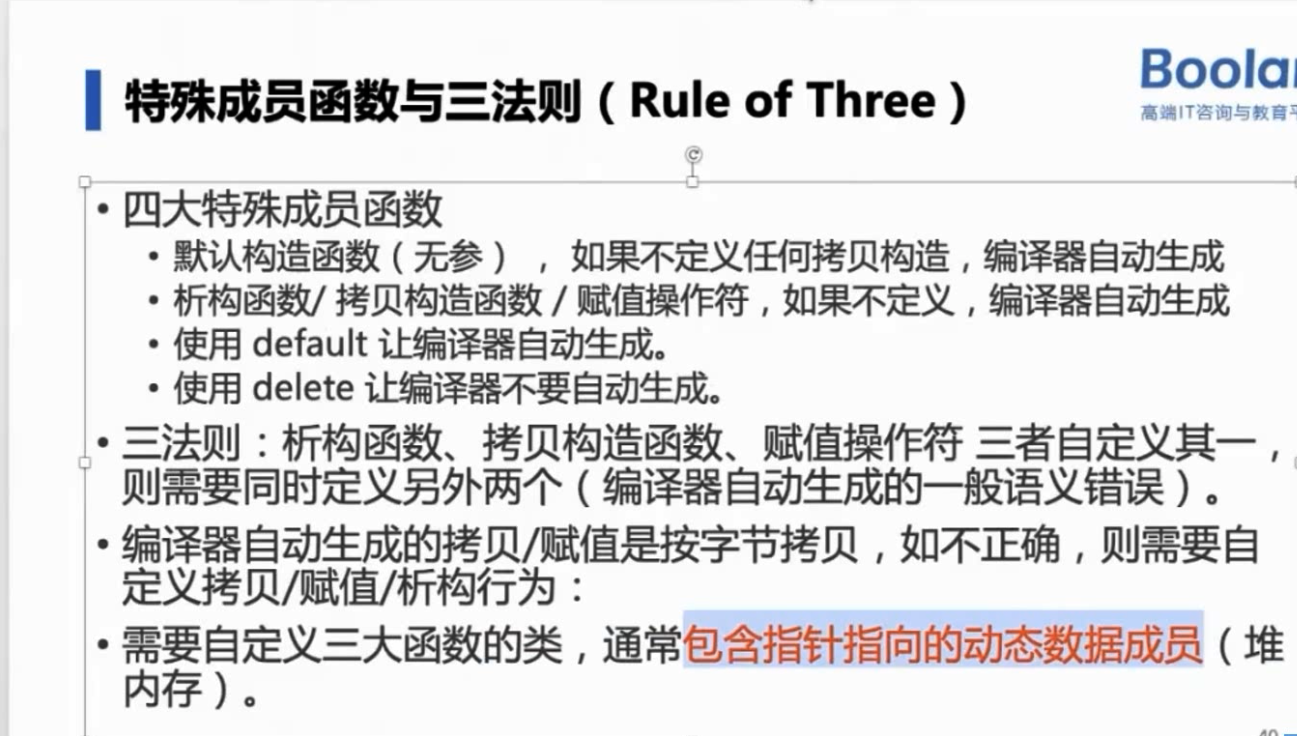 特殊成员函数与三法则（Rule of Three）
Boolan
高端IT咨询与教育平
• 四大特殊成员函数
• 默认构造函数（无参），如果不定义任何拷贝构造，编译器自动生成
• 析构函数/ 拷贝构造函数 / 赋值操作符，如果不定义，编译器自动生成
• 使用 default 让编译器自动生成。
• 使用 delete 让编译器不要自动生成。
• 三法则：析构函数、拷贝构造函数、赋值操作符 三者自定义其一，
则需要同时定义另外两个（编译器自动生成的一般语义错误）。
• 编译器自动生成的拷贝/赋值是按字节拷贝，如不正确，则需要自
定义拷贝/赋值/析构行为：
• 需要自定义三大函数的类，通常包含指针指向的动态数据成员（堆
内存）。